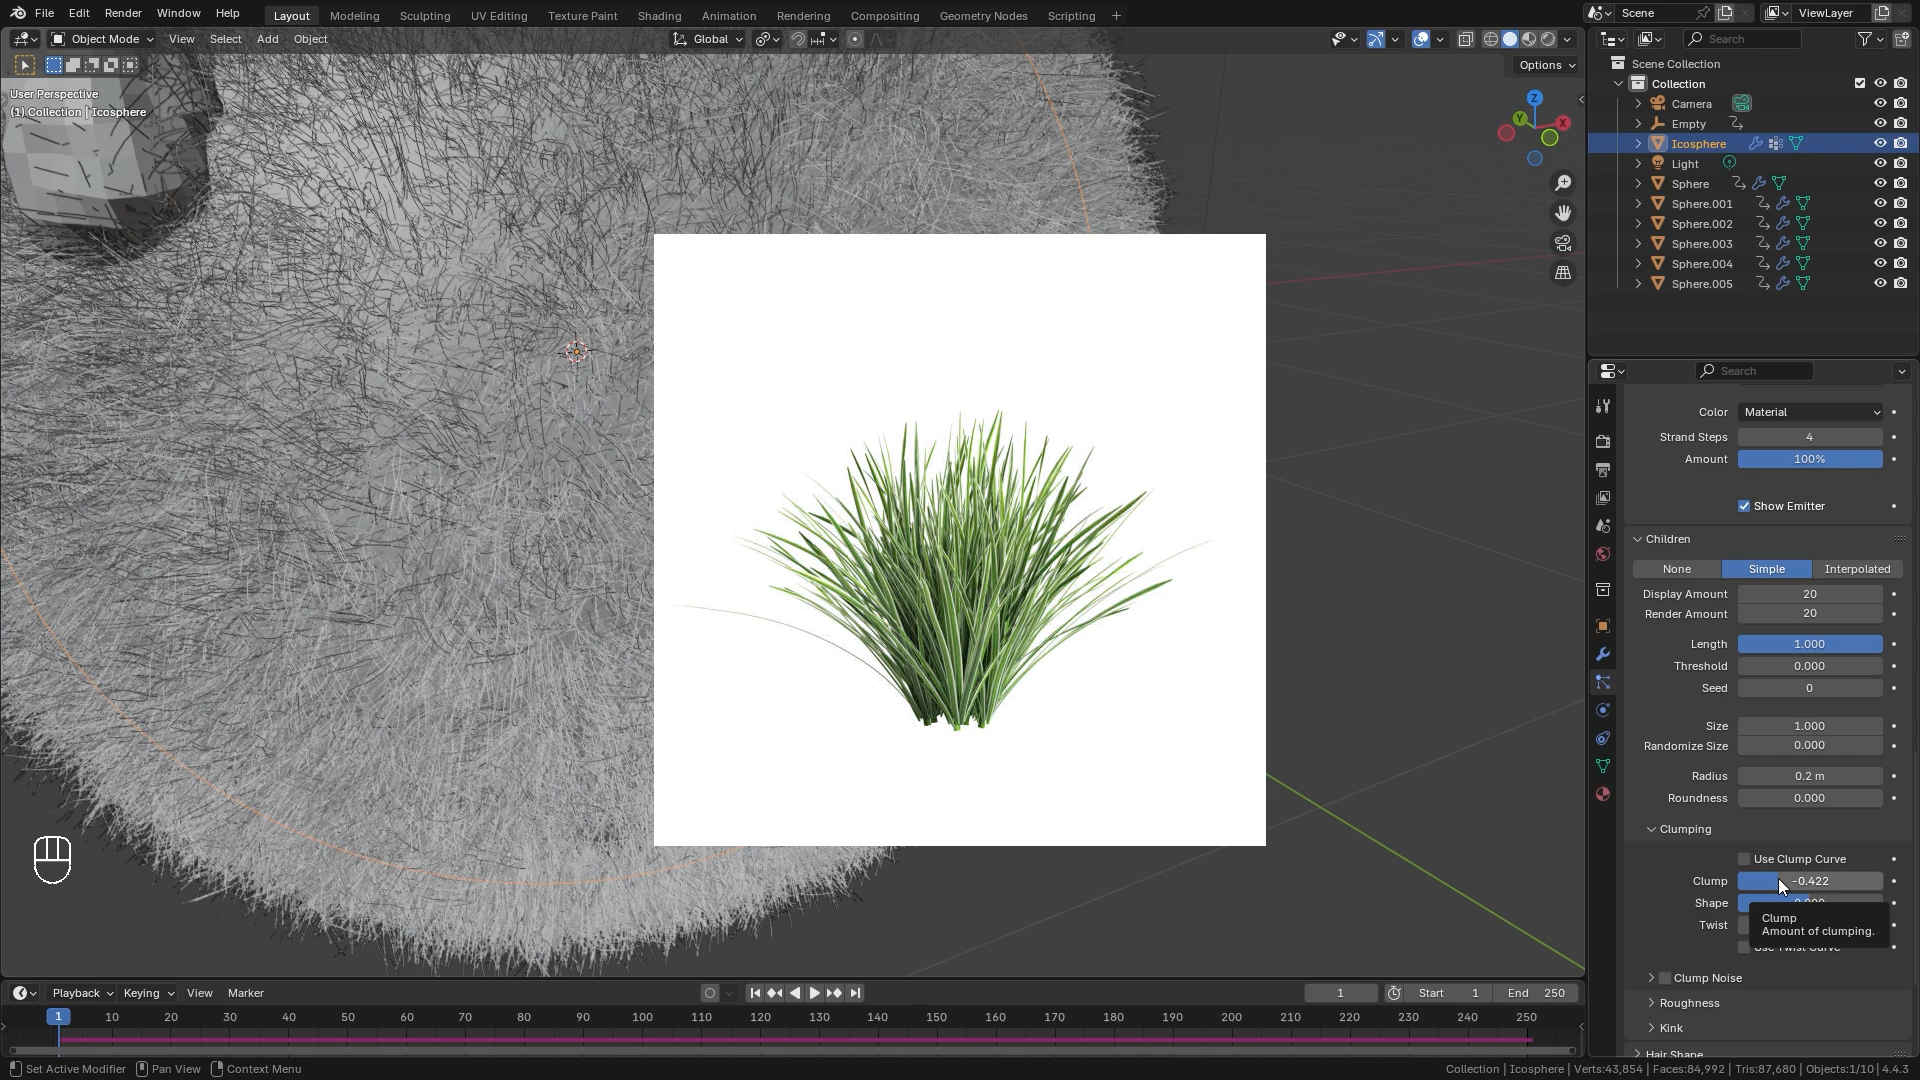 File Edit Render Window Help
Layout Modeling Sculpting UV Editing Texture Paint Shading Animation Rendering Compositing Geometry Nodes Scripting +
Scene
ViewLayer
Object Mode View Select Add Object
Global
Options
User Perspective
(1) Collection | Icosphere
Z
Y
X
Search
Scene Collection
Collection
Camera
Empty
Icosphere
Light
Sphere
Sphere.001
Sphere.002
Sphere.003
Sphere.004
Sphere.005
Search
Color Material
Strand Steps 4
Amount 100%
Show Emitter
Children
None Simple Interpolated
Display Amount 20
Render Amount 20
Length 1.000
Threshold 0.000
Seed 0
Size 1.000
Randomize Size 0.000
Radius 0.2 m
Roundness 0.000
Clumping
Use Clump Curve
Clump -0.422
Shape
Twist
Clump
Amount of clumping.
Use Twist Curve
Clump Noise
Roughness
Kink
Hair Shape
Playback Keying View Marker
1 Start 1 End 250
1 10 20 30 40 50 60 70 80 90 100 110 120 130 140 150 160 170 180 190 200 210 220 230 240 250
Set Active Modifier Pan View Context Menu
Collection | Icosphere | Verts:43,854 | Faces:84,992 | Tris:87,680 | Objects:1/10 | 4.4.3